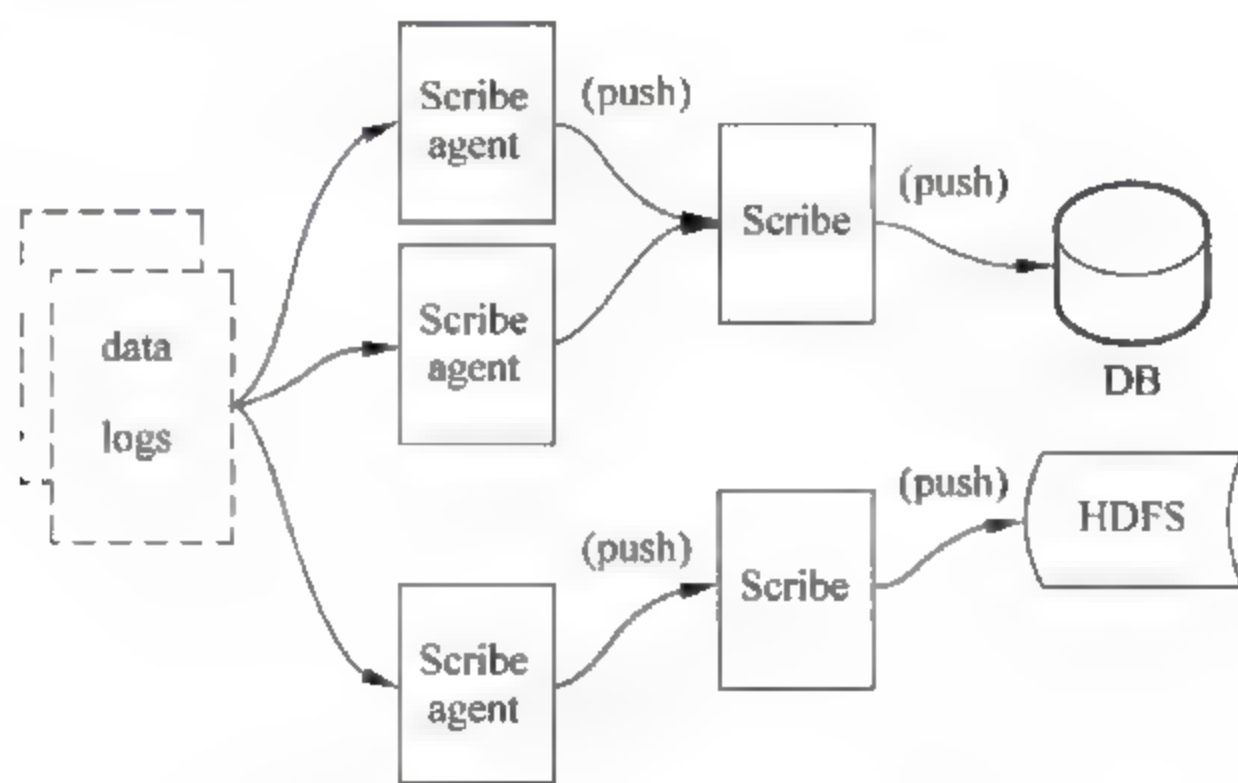 Scribe
agent
(push)
Scribe
(push)
data
logs
Scribe
agent
DB
(push)
HDFS
(push)
Scribe
Scribe
agent